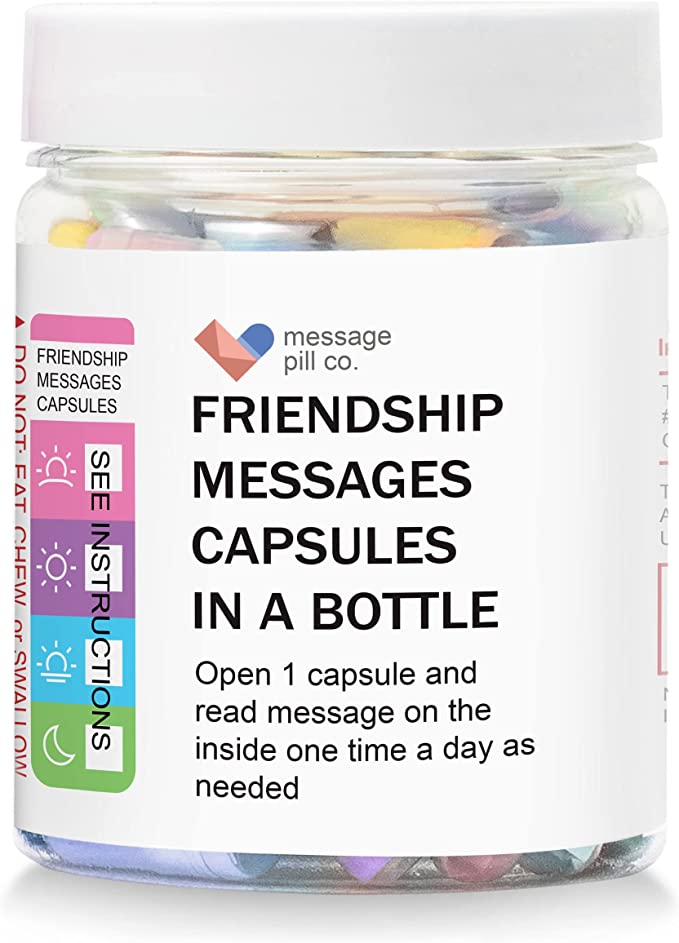 message
pill co.
FRIENDSHIP
MESSAGES
CAPSULES
IN A BOTTLE
Open 1 capsule and
read message on the
inside one time a day as
needed
FRIENDSHIP
MESSAGES
CAPSULES
SEE INSTRUCTIONS
DO NOT EAT CHEW or SWALLOW